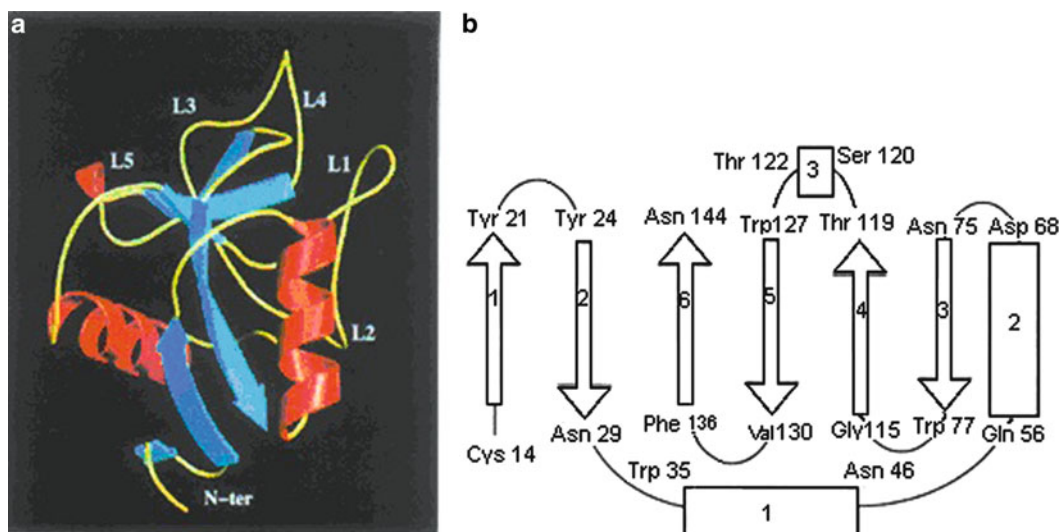 a
L3
L4
L5
L1
L2
N-ter
b
Thr 122
3
Ser 120
Tyr 21
Tyr 24
Asn 144
Trp127
Thr 119
Asn 75
Asp 68
1
2
6
5
4
3
2
Cys 14
Asn 29
Phe 136
Val130
Gly115
Trp 77
Gln 56
Trp 35
Asn 46
1